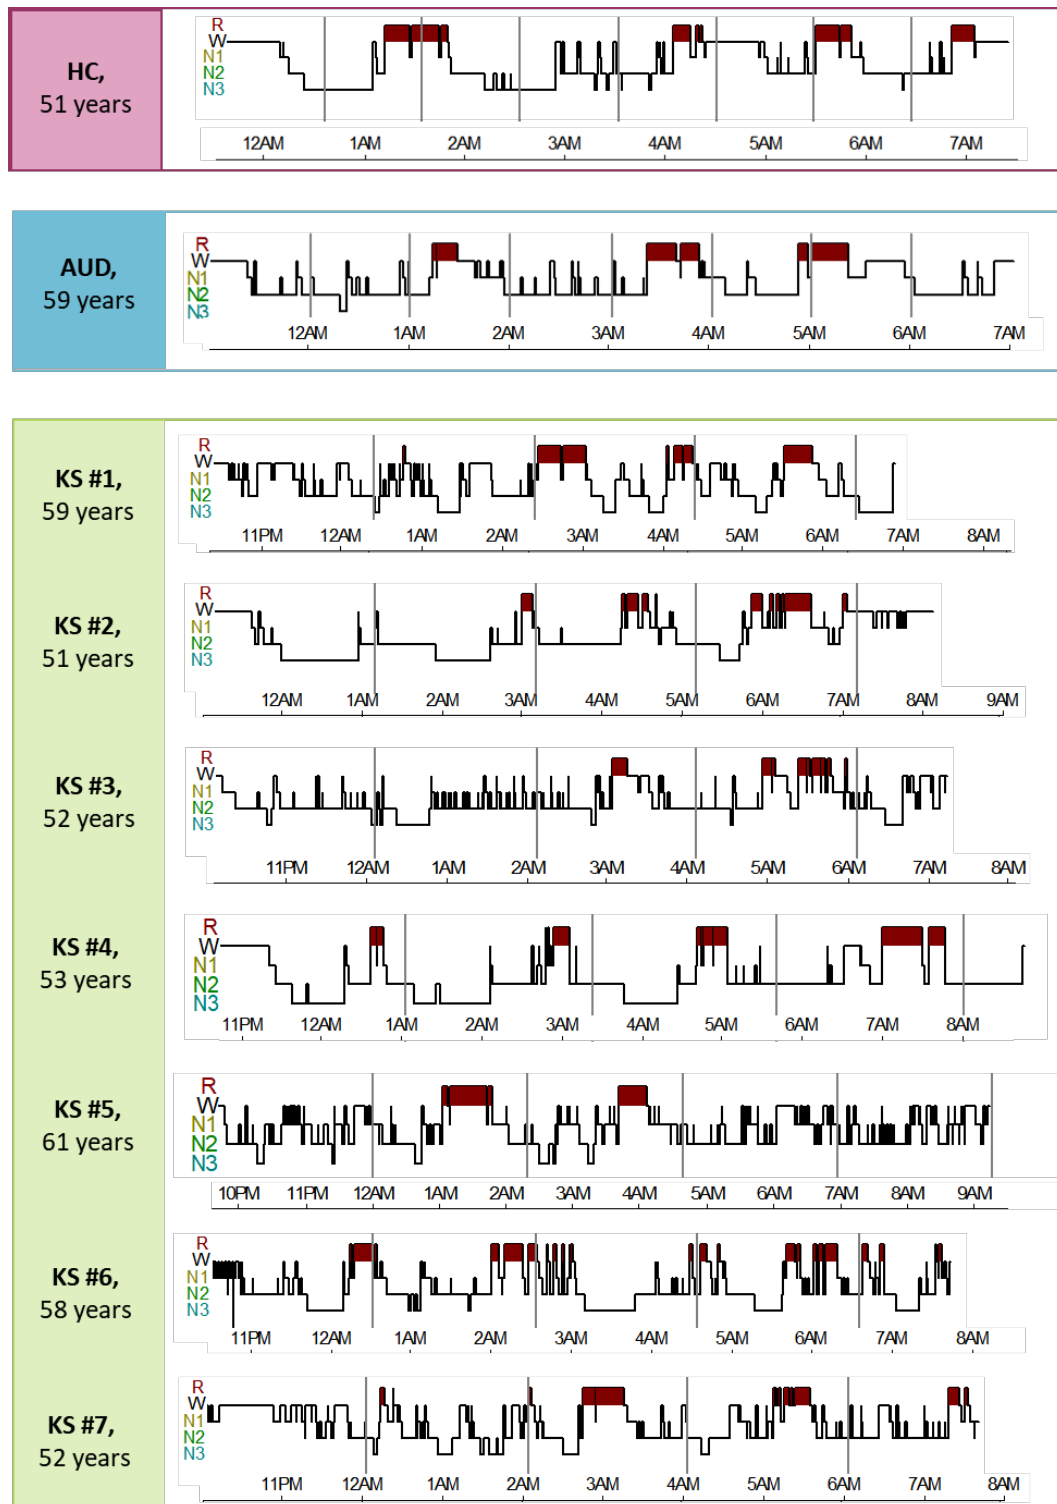 HC,
51 years
R
W
N1
N2
N3
12AM 1AM 2AM 3AM 4AM 5AM 6AM 7AM
AUD,
59 years
R
W
N1
N2
N3
12AM 1AM 2AM 3AM 4AM 5AM 6AM 7AM
KS #1,
59 years
R
W
N1
N2
N3
11PM 12AM 1AM 2AM 3AM 4AM 5AM 6AM 7AM 8AM
KS #2,
51 years
R
W
N1
N2
N3
12AM 1AM 2AM 3AM 4AM 5AM 6AM 7AM 8AM 9AM
KS #3,
52 years
R
W
N1
N2
N3
11PM 12AM 1AM 2AM 3AM 4AM 5AM 6AM 7AM 8AM
KS #4,
53 years
R
W
N1
N2
N3
11PM 12AM 1AM 2AM 3AM 4AM 5AM 6AM 7AM 8AM
KS #5,
61 years
R
W
N1
N2
N3
10PM 11PM 12AM 1AM 2AM 3AM 4AM 5AM 6AM 7AM 8AM 9AM
KS #6,
58 years
R
W
N1
N2
N3
11PM 12AM 1AM 2AM 3AM 4AM 5AM 6AM 7AM 8AM
KS #7,
52 years
R
W
N1
N2
N3
11PM 12AM 1AM 2AM 3AM 4AM 5AM 6AM 7AM 8AM